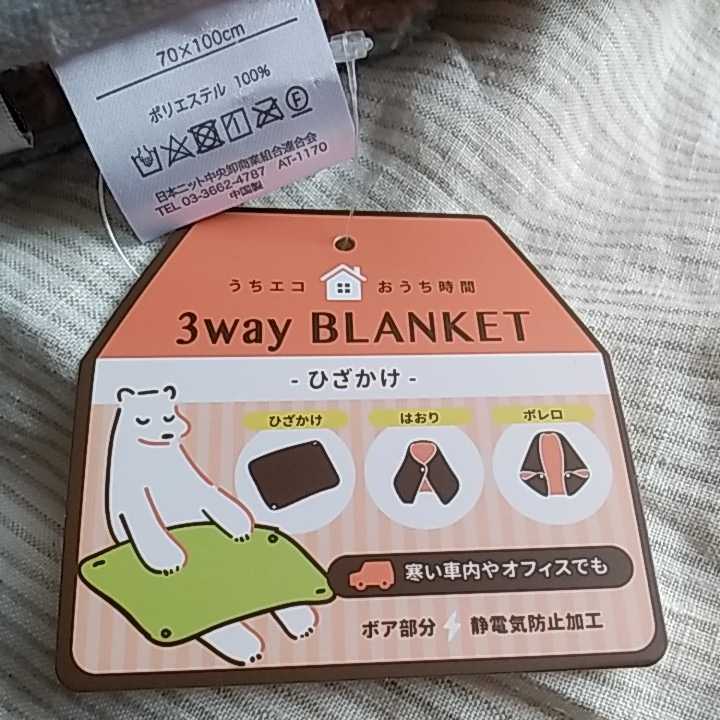 70×100cm
ポリエステル 100%
日本ニット中央卸商業組合連合会
TEL 03-3662-4787 AT-1170
中国製
うちエコ おうち時間
3way BLANKET
- ひざかけ -
ひざかけ はおり ボレロ
寒い車内やオフィスでも
ボア部分 静電気防止加工